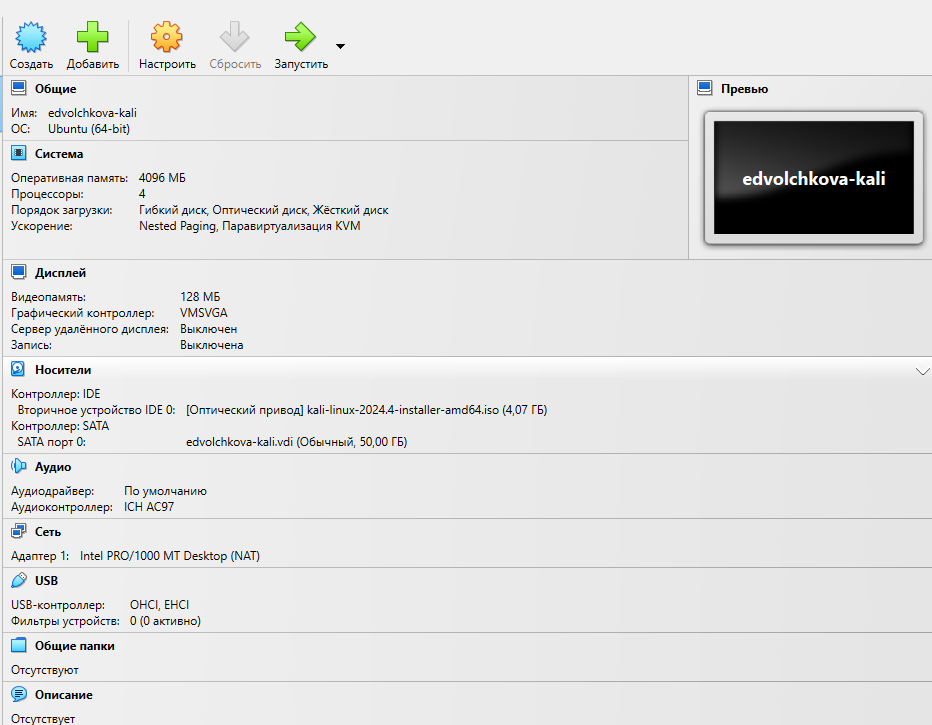 Создать Добавить Настроить Сбросить Запустить
Общие
Имя: edvolchkova-kali
ОС: Ubuntu (64-bit)
Превью
edvolchkova-kali
Система
Оперативная память: 4096 МБ
Процессоры: 4
Порядок загрузки: Гибкий диск, Оптический диск, Жёсткий диск
Ускорение: Nested Paging, Паравиртуализация KVM
Дисплей
Видеопамять: 128 МБ
Графический контроллер: VMSVGA
Сервер удалённого дисплея: Выключен
Запись: Выключена
Носители
Контроллер: IDE
Вторичное устройство IDE 0: [Оптический привод] kali-linux-2024.4-installer-amd64.iso (4,07 ГБ)
Контроллер: SATA
SATA порт 0: edvolchkova-kali.vdi (Обычный, 50,00 ГБ)
Аудио
Аудиодрайвер: По умолчанию
Аудиоконтроллер: ICH AC97
Сеть
Адаптер 1: Intel PRO/1000 MT Desktop (NAT)
USB
USB-контроллер: OHCI, EHCI
Фильтры устройств: 0 (0 активно)
Общие папки
Отсутствуют
Описание
Отсутствует